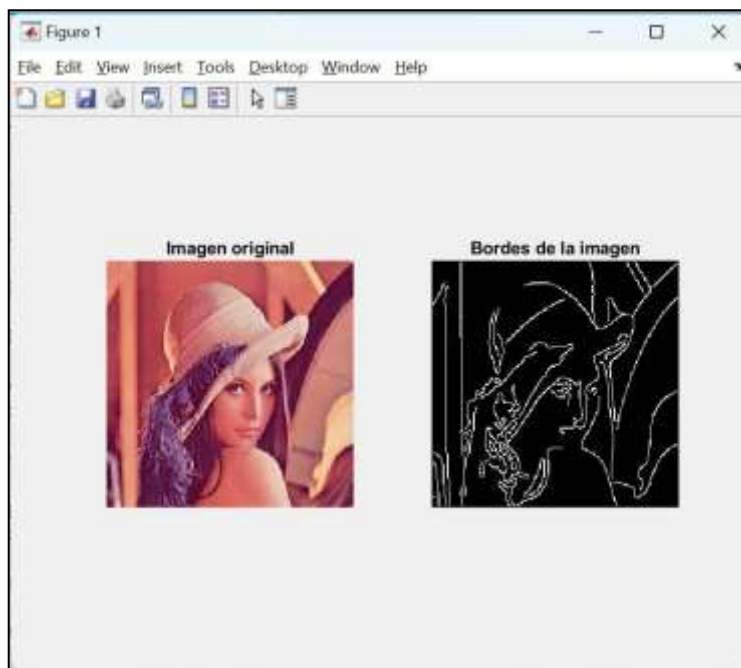 Figure 1
File Edit View Insert Tools Desktop Window Help
Imagen original
Bordes de la imagen